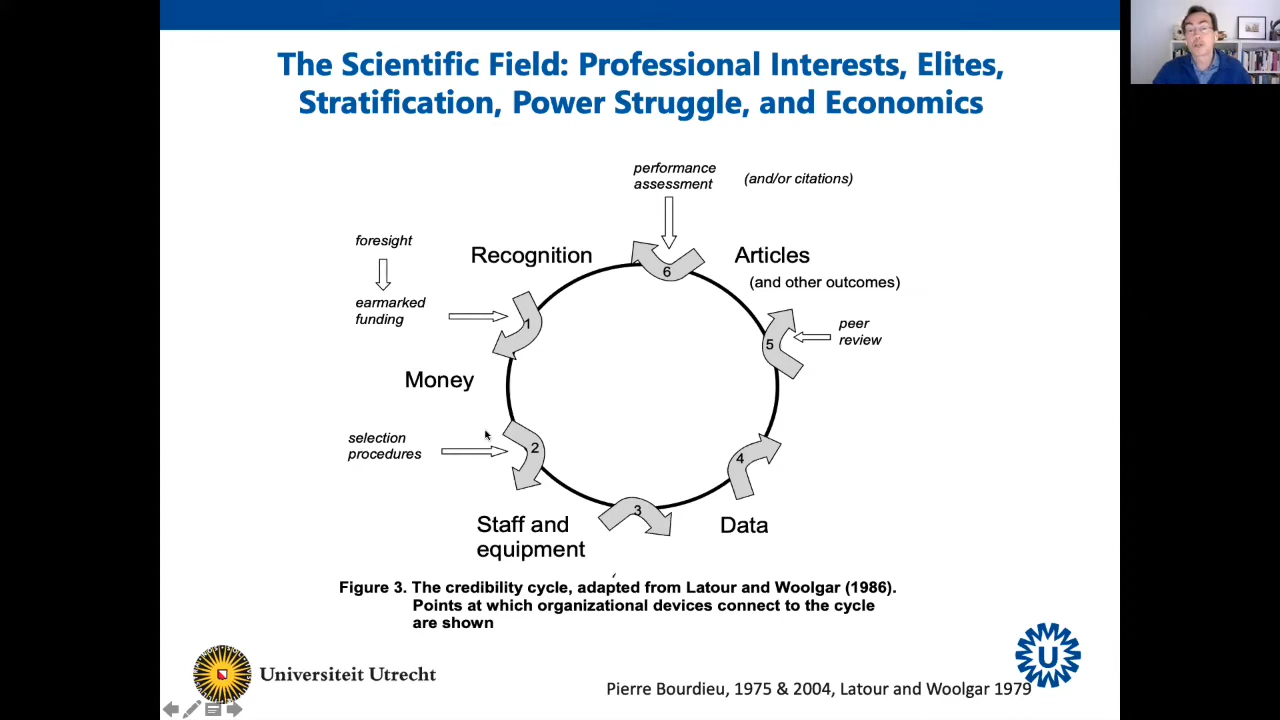 The Scientific Field: Professional Interests, Elites,
Stratification, Power Struggle, and Economics
performance
assessment
(and/or citations)
foresight
Recognition
6
Articles
(and other outcomes)
earmarked
funding
1
5
peer
review
Money
selection
procedures
2
4
3
Staff and
equipment
Data
Figure 3. The credibility cycle, adapted from Latour and Woolgar (1986).
Points at which organizational devices connect to the cycle
are shown
Universiteit Utrecht
U
Pierre Bourdieu, 1975 & 2004, Latour and Woolgar 1979